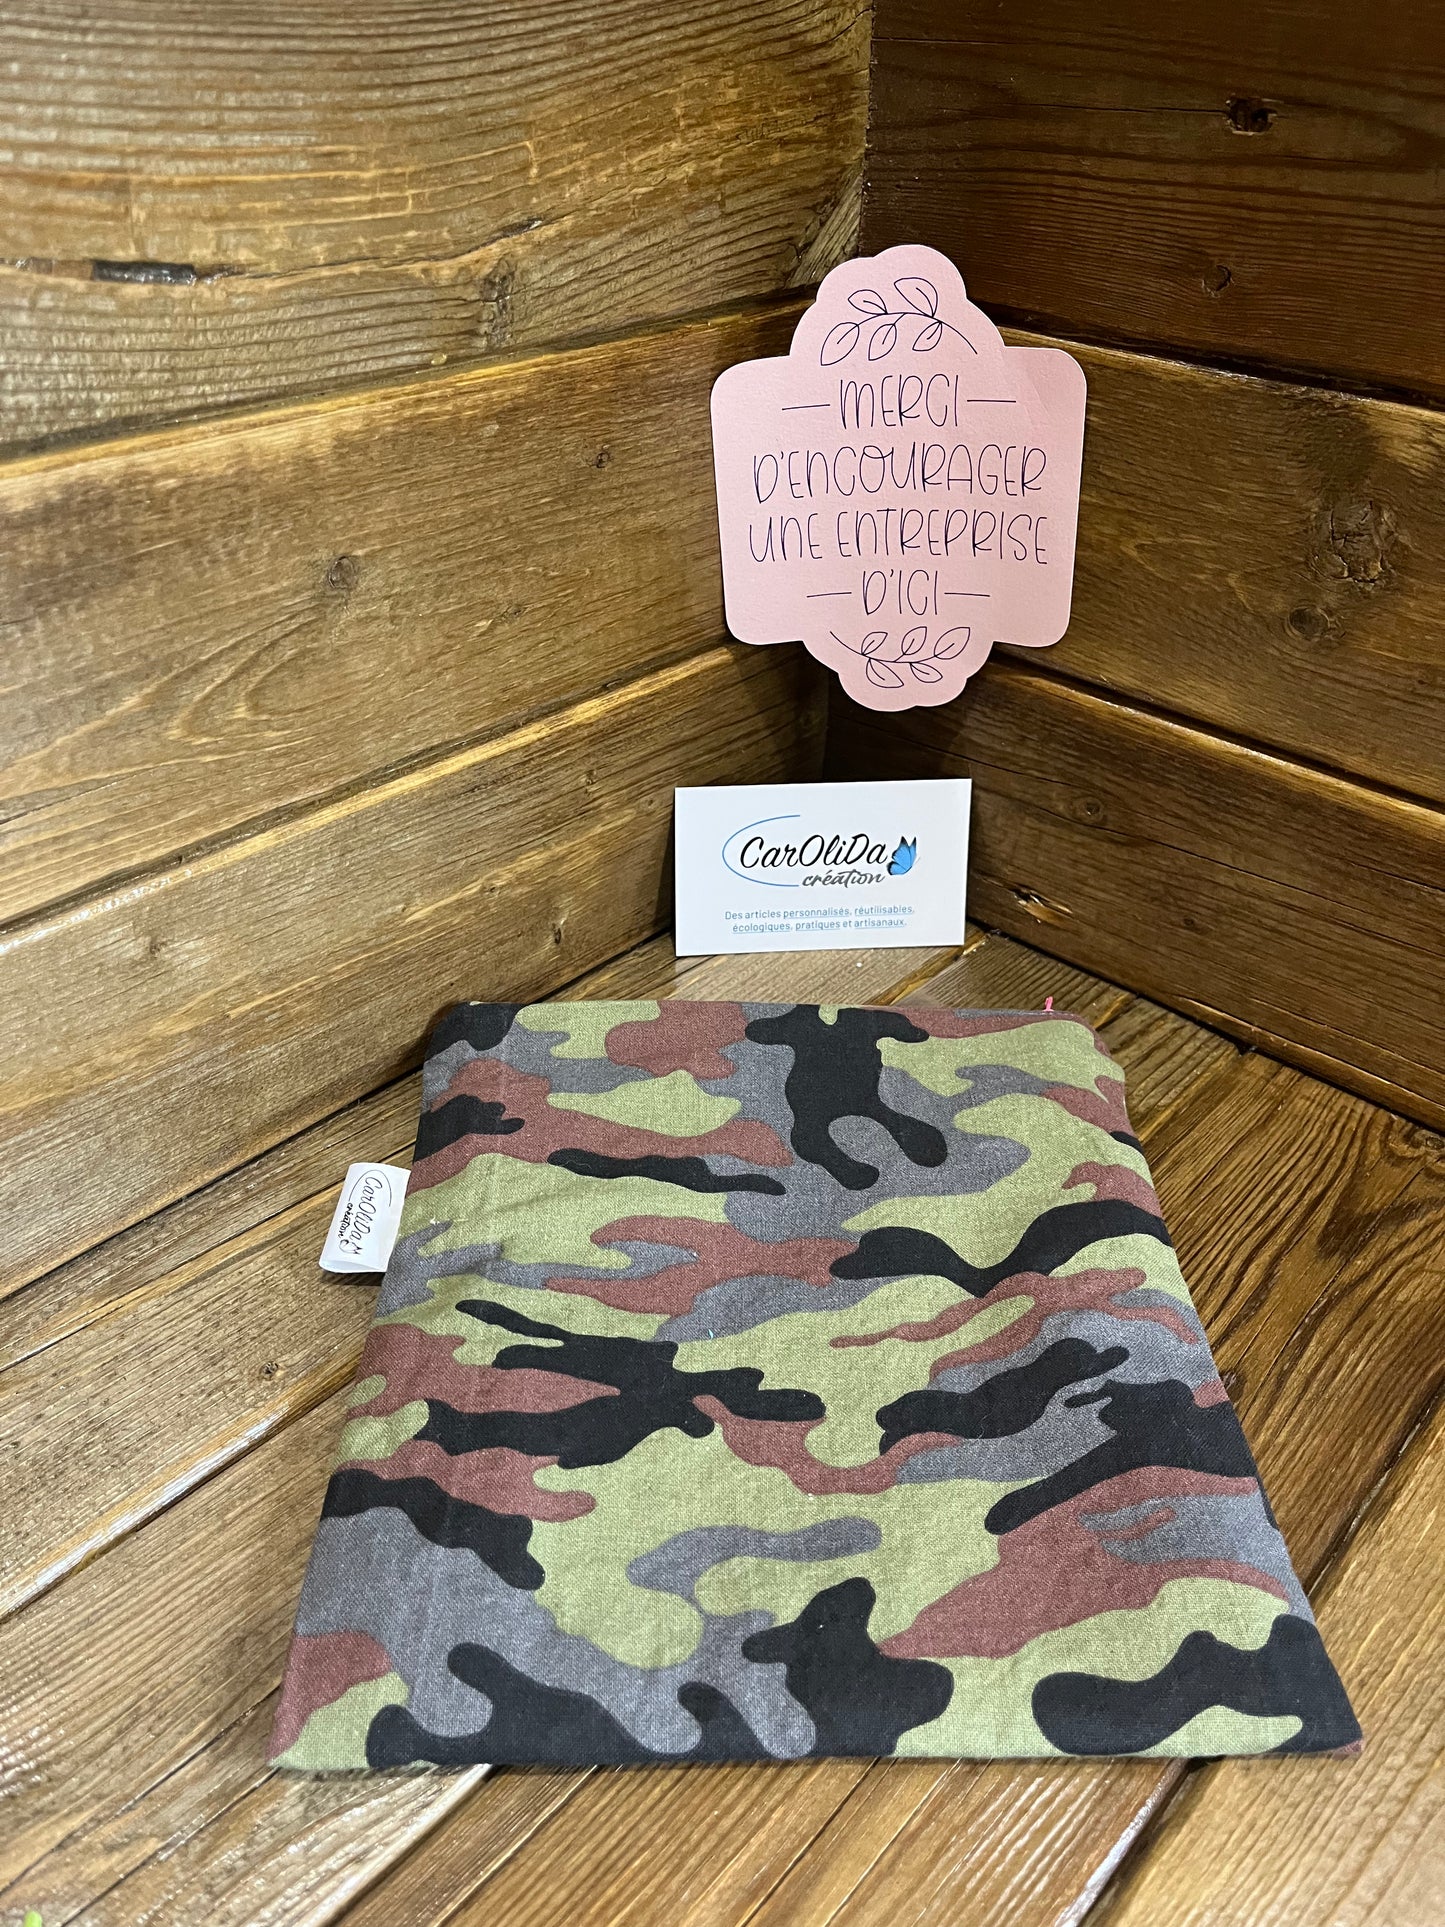 MERCI
D'ENCOURAGER
UNE ENTREPRISE
D'ICI
CarOliDa
création
Des articles personnalisés, réutilisables,
écologiques, pratiques et artisanaux.
CarOliDa
création